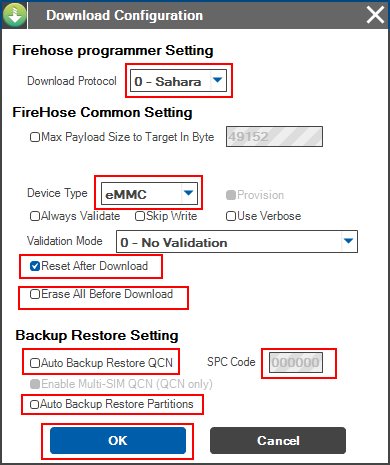 Download Configuration
Firehose programmer Setting
Download Protocol 0 - Sahara
FireHose Common Setting
Max Payload Size to Target In Byte 49152
Device Type eMMC Provision
Always Validate Skip Write Use Verbose
Validation Mode 0 - No Validation
Reset After Download
Erase All Before Download
Backup Restore Setting
Auto Backup Restore QCN SPC Code 000000
Enable Multi-SIM QCN (QCN only)
Auto Backup Restore Partitions
OK Cancel